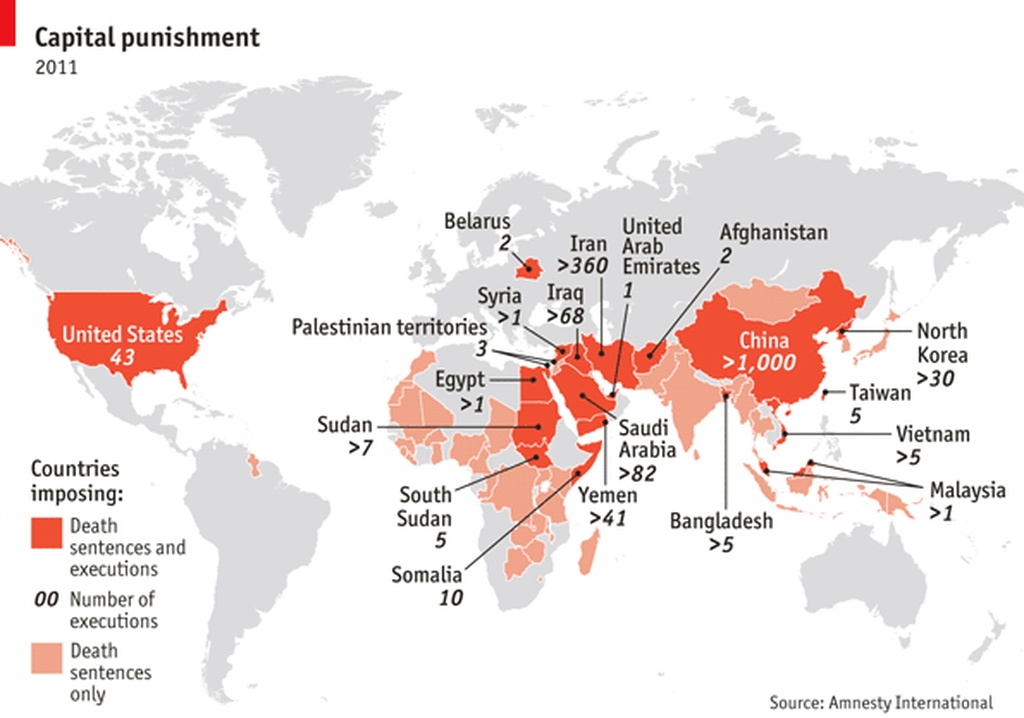 Capital punishment
2011
Belarus
2
Iran
>360
United
Arab
Emirates
1
Afghanistan
2
Syria
>1
Iraq
>68
Palestinian territories
3
United States
43
China
>1,000
North
Korea
>30
Egypt
>1
Taiwan
5
Sudan
>7
Saudi
Arabia
>82
Vietnam
>5
South
Sudan
5
Yemen
>41
Malaysia
>1
Bangladesh
>5
Somalia
10
Countries
imposing:
Death
sentences and
executions
00 Number of
executions
Death
sentences
only
Source: Amnesty International